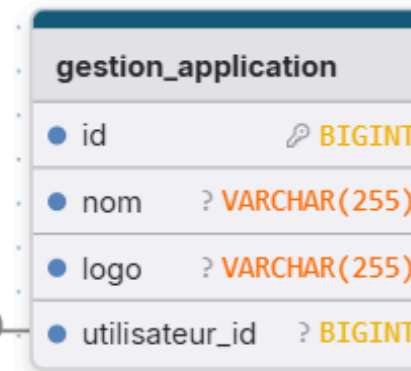 gestion_application
id BIGINT
nom ? VARCHAR(255)
logo ? VARCHAR(255)
utilisateur_id ? BIGINT